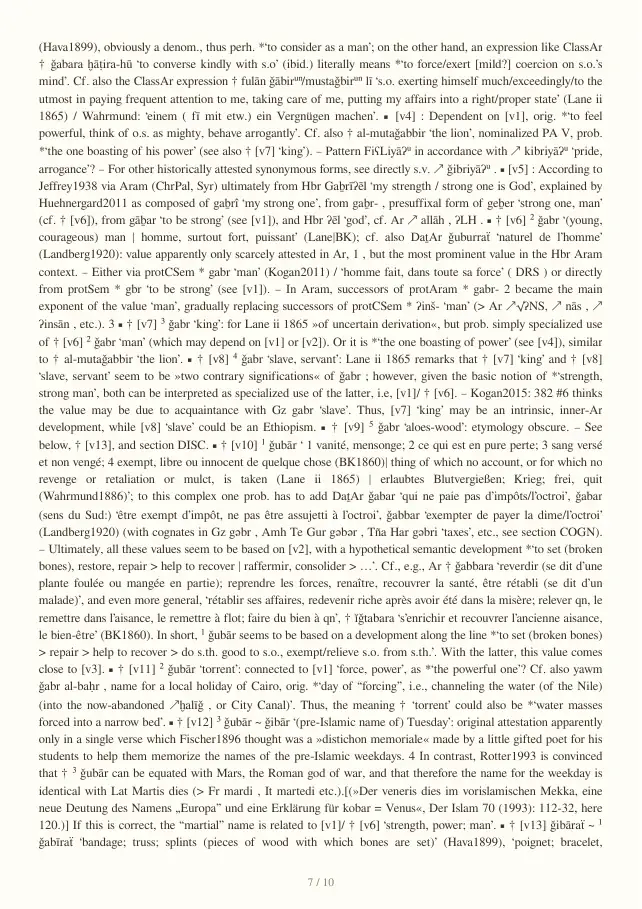 (Hava1899), obviously a denom., thus perh. *‘to consider as a man’; on the other hand, an expression like ClassAr
† ǧabara ḫāṭira-hū ‘to converse kindly with s.o’ (ibid.) literally means *‘to force/exert [mild?] coercion on s.o.’s
mind’. Cf. also the ClassAr expression † fulān ǧābirᵘⁿ/mustaǧbirᵘⁿ lī ‘s.o. exerting himself much/exceedingly/to the
utmost in paying frequent attention to me, taking care of me, putting my affairs into a right/proper state’ (Lane ii
1865) / Wahrmund: ‘einem ( fī mit etw.) ein Vergnügen machen’. ▪ [v4] : Dependent on [v1], orig. *‘to feel
powerful, think of o.s. as mighty, behave arrogantly’. Cf. also † al-mutaǧabbir ‘the lion’, nominalized PA V, prob.
*‘the one boasting of his power’ (see also † [v7] ‘king’). – Pattern FiʕLiyāʔᵘ in accordance with ↗ kibriyāʔᵘ ‘pride,
arrogance’? – For other historically attested synonymous forms, see directly s.v. ↗ ǧibriyāʔᵘ . ▪ [v5] : According to
Jeffrey1938 via Aram (ChrPal, Syr) ultimately from Hbr Gaḇrīʔēl ‘my strength / strong one is God’, explained by
Huehnergard2011 as composed of gaḇrî ‘my strong one’, from gaḇr- , presuffixal form of geḇer ‘strong one, man’
(cf. † [v6]), from gāḇar ‘to be strong’ (see [v1]), and Hbr ʔēl ‘god’, cf. Ar ↗ allāh , ʔLH . ▪ † [v6] ² ǧabr ‘(young,
courageous) man | homme, surtout fort, puissant’ (Lane|BK); cf. also DaṯAr ǧuburraẗ ‘naturel de l’homme’
(Landberg1920): value apparently only scarcely attested in Ar, 1 , but the most prominent value in the Hbr Aram
context. – Either via protCSem * gabr ‘man’ (Kogan2011) / ‘homme fait, dans toute sa force’ ( DRS ) or directly
from protSem * gbr ‘to be strong’ (see [v1]). – In Aram, successors of protAram * gabr- 2 became the main
exponent of the value ‘man’, gradually replacing successors of protCSem * ʔinš- ‘man’ (> Ar ↗√ʔNS, ↗ nās , ↗
ʔinsān , etc.). 3 ▪ † [v7] ³ ǧabr ‘king’: for Lane ii 1865 »of uncertain derivation«, but prob. simply specialized use
of † [v6] ² ǧabr ‘man’ (which may depend on [v1] or [v2]). Or it is *‘the one boasting of power’ (see [v4]), similar
to † al-mutaǧabbir ‘the lion’. ▪ † [v8] ⁴ ǧabr ‘slave, servant’: Lane ii 1865 remarks that † [v7] ‘king’ and † [v8]
‘slave, servant’ seem to be »two contrary significations« of ǧabr ; however, given the basic notion of *‘strength,
strong man’, both can be interpreted as specialized use of the latter, i.e, [v1]/ † [v6]. – Kogan2015: 382 #6 thinks
the value may be due to acquaintance with Gz gabr ‘slave’. Thus, [v7] ‘king’ may be an intrinsic, inner-Ar
development, while [v8] ‘slave’ could be an Ethiopism. ▪ † [v9] ⁵ ǧabr ‘aloes-wood’: etymology obscure. – See
below, † [v13], and section DISC. ▪ † [v10] ¹ ǧubār ‘ 1 vanité, mensonge; 2 ce qui est en pure perte; 3 sang versé
et non vengé; 4 exempt, libre ou innocent de quelque chose (BK1860)| thing of which no account, or for which no
revenge or retaliation or mulct, is taken (Lane ii 1865) | erlaubtes Blutvergießen; Krieg; frei, quit
(Wahrmund1886)’; to this complex one prob. has to add DaṯAr ǧabar ‘qui ne paie pas d’impôts/l’octroi’, ǧabar
(sens du Sud:) ‘être exempt d’impôt, ne pas être assujetti à l’octroi’, ǧabbar ‘exempter de payer la dime/l’octroi’
(Landberg1920) (with cognates in Gz gəbr , Amh Te Gur gəbər , Tña Har gəbri ‘taxes’, etc., see section COGN).
– Ultimately, all these values seem to be based on [v2], with a hypothetical semantic development *‘to set (broken
bones), restore, repair > help to recover | raffermir, consolider > …‘. Cf., e.g., Ar † ǧabbara ‘reverdir (se dit d’une
plante foulée ou mangée en partie); reprendre les forces, renaître, recouvrer la santé, être rétabli (se dit d’un
malade)’, and even more general, ‘rétablir ses affaires, redevenir riche après avoir été dans la misère; relever qn, le
remettre dans l’aisance, le remettre à flot; faire du bien à qn’, † ĭǧtabara ‘s’enrichir et recouvrer l’ancienne aisance,
le bien-être’ (BK1860). In short, ¹ ǧubār seems to be based on a development along the line *‘to set (broken bones)
> repair > help to recover > do s.th. good to s.o., exempt/relieve s.o. from s.th.’. With the latter, this value comes
close to [v3]. ▪ † [v11] ² ǧubār ‘torrent’: connected to [v1] ‘force, power’, as *‘the powerful one’? Cf. also yawm
ǧabr al-baḥr , name for a local holiday of Cairo, orig. *‘day of “forcing”, i.e., channeling the water (of the Nile)
(into the now-abandoned ↗ḫalīǧ , or City Canal)’. Thus, the meaning † ‘torrent’ could also be *‘water masses
forced into a narrow bed’. ▪ † [v12] ³ ǧubār ~ ǧibār ‘(pre-Islamic name of) Tuesday’: original attestation apparently
only in a single verse which Fischer1896 thought was a »distichon memoriale« made by a little gifted poet for his
students to help them memorize the names of the pre-Islamic weekdays. 4 In contrast, Rotter1993 is convinced
that † ³ ǧubār can be equated with Mars, the Roman god of war, and that therefore the name for the weekday is
identical with Lat Martis dies (> Fr mardi , It martedi etc.).[(»Der veneris dies im vorislamischen Mekka, eine
neue Deutung des Namens „Europa” und eine Erklärung für kobar = Venus«, Der Islam 70 (1993): 112-32, here
120.)] If this is correct, the “martial” name is related to [v1]/ † [v6] ‘strength, power; man’. ▪ † [v13] ǧibāraẗ ~ ¹
ǧabīraẗ ‘bandage; truss; splints (pieces of wood with which bones are set)’ (Hava1899), ‘poignet; bracelet,
7 / 10